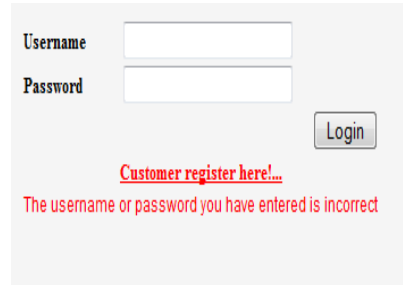 Username
Password
Login
Customer register here!...
The username or password you have entered is incorrect